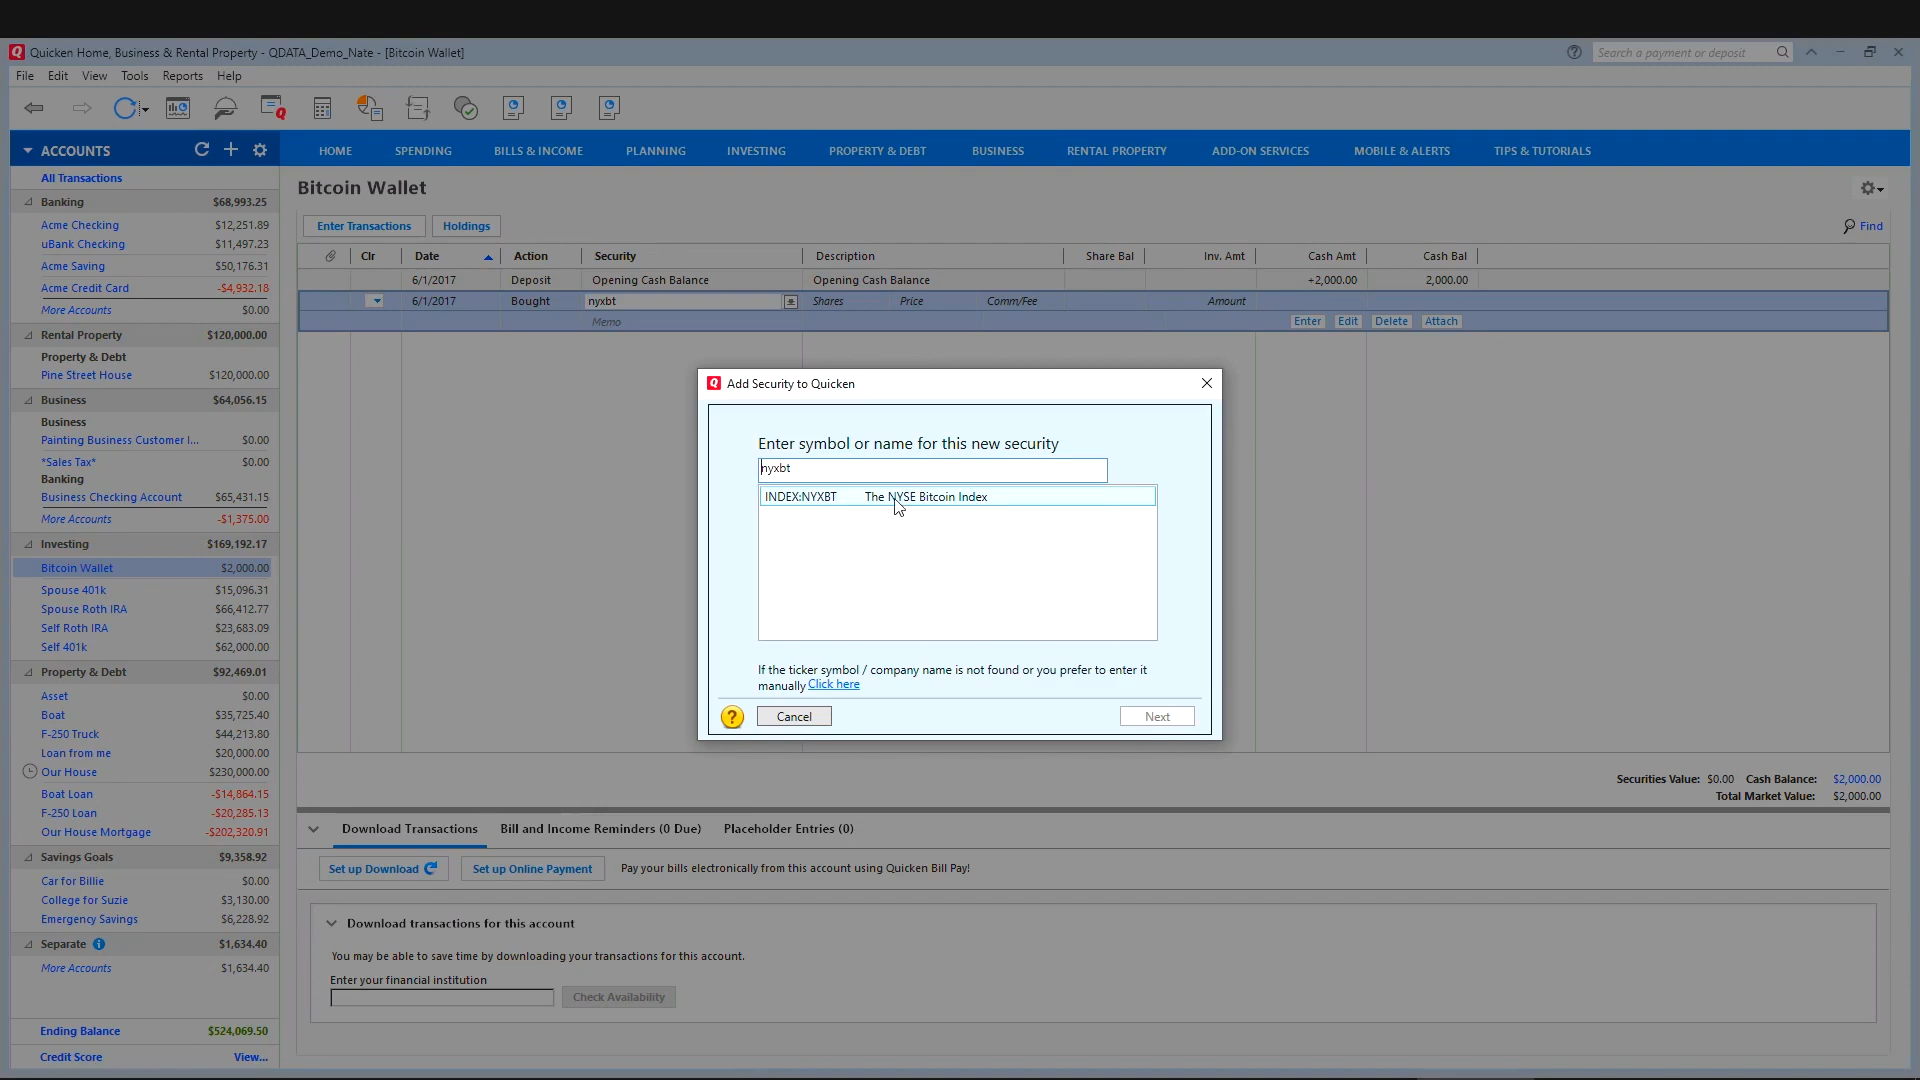 Quicken Home, Business & Rental Property - QDATA_Demo_Nate - [Bitcoin Wallet]
Search a payment or deposit
File Edit View Tools Reports Help
ACCOUNTS
HOME SPENDING BILLS & INCOME PLANNING INVESTING PROPERTY & DEBT BUSINESS RENTAL PROPERTY ADD-ON SERVICES MOBILE & ALERTS TIPS & TUTORIALS
All Transactions
Banking $68,993.25
Acme Checking $12,251.89
uBank Checking $11,497.23
Acme Saving $50,176.31
Acme Credit Card -$4,932.18
More Accounts $0.00
Rental Property $120,000.00
Property & Debt
Pine Street House $120,000.00
Business $64,056.15
Business
Painting Business Customer I... $0.00
*Sales Tax* $0.00
Banking
Business Checking Account $65,431.15
More Accounts -$1,375.00
Investing $169,192.17
Bitcoin Wallet $2,000.00
Spouse 401k $15,096.31
Spouse Roth IRA $66,412.77
Self Roth IRA $23,683.09
Self 401k $62,000.00
Property & Debt $92,469.01
Asset $0.00
Boat $35,725.40
F-250 Truck $44,213.80
Loan from me $20,000.00
Our House $230,000.00
Boat Loan -$14,864.15
F-250 Loan -$20,285.13
Our House Mortgage -$202,320.91
Savings Goals $9,358.92
Car for Billie $0.00
College for Suzie $3,130.00
Emergency Savings $6,228.92
Separate $1,634.40
More Accounts $1,634.40
Ending Balance $524,069.50
Credit Score View...
Bitcoin Wallet
Enter Transactions Holdings
Find
Clr Date Action Security Description Share Bal Inv. Amt Cash Amt Cash Bal
6/1/2017 Deposit Opening Cash Balance Opening Cash Balance +2,000.00 2,000.00
6/1/2017 Bought nyxbt Shares Price Comm/Fee Amount
Memo Enter Edit Delete Attach
Add Security to Quicken
Enter symbol or name for this new security
nyxbt
INDEX:NYXBT The NYSE Bitcoin Index
If the ticker symbol / company name is not found or you prefer to enter it
manually Click here
? Cancel Next
Securities Value: $0.00 Cash Balance: $2,000.00
Total Market Value: $2,000.00
Download Transactions Bill and Income Reminders (0 Due) Placeholder Entries (0)
Set up Download Set up Online Payment Pay your bills electronically from this account using Quicken Bill Pay!
Download transactions for this account
You may be able to save time by downloading your transactions for this account.
Enter your financial institution
Check Availability